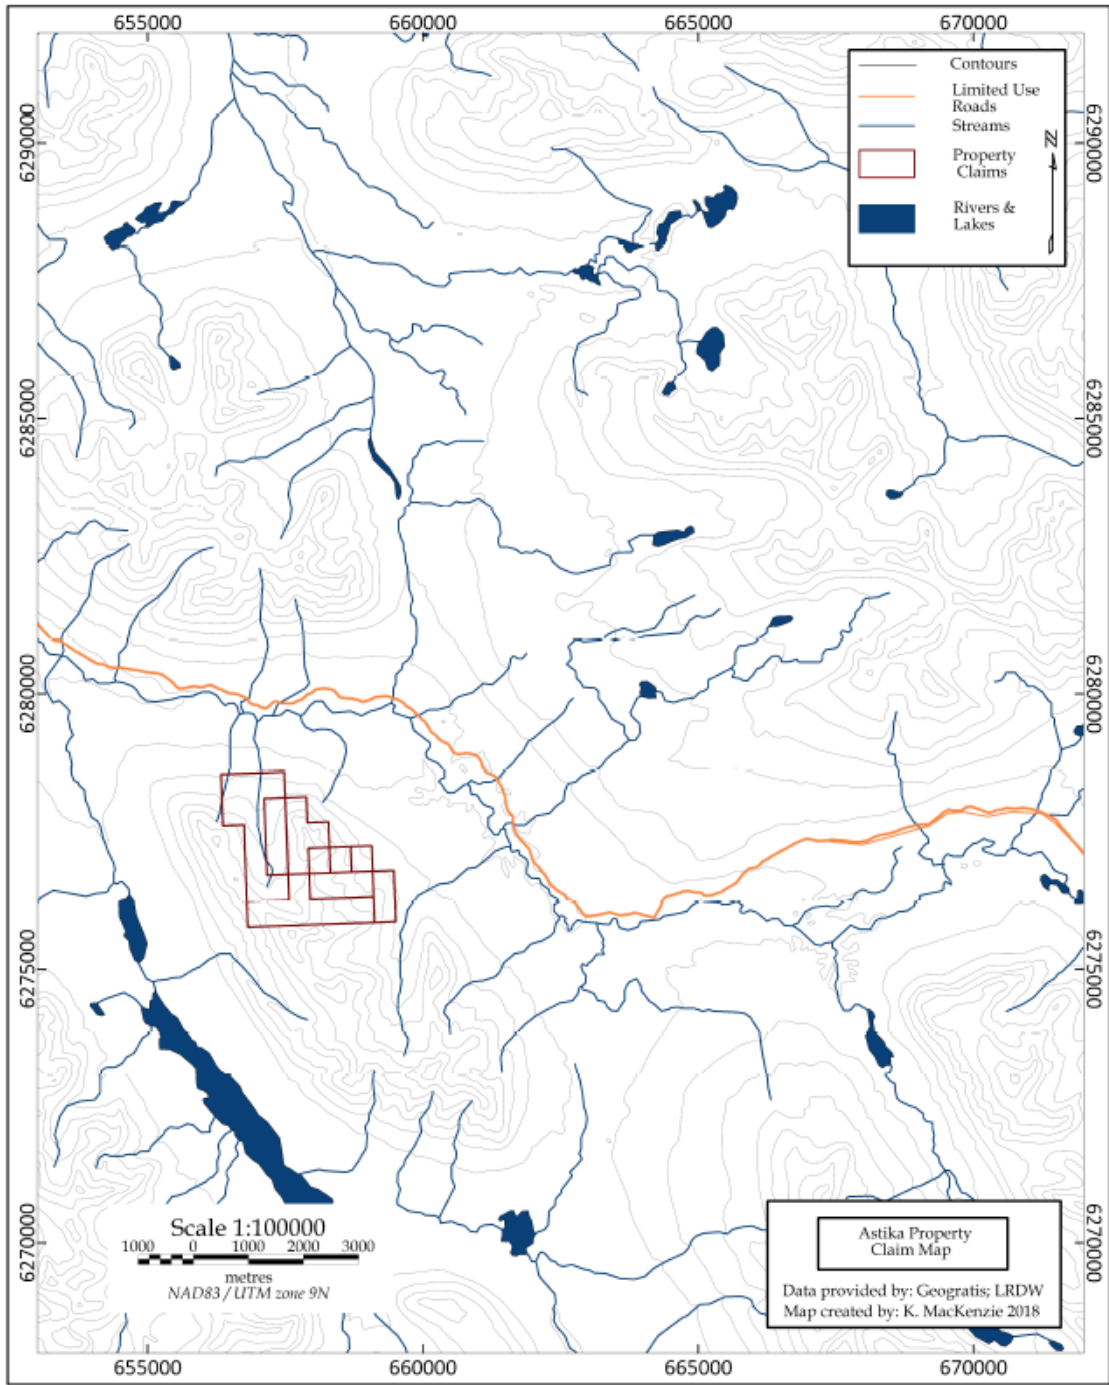 655000 660000 665000 670000
Contours
Limited Use
Roads
Streams
Property
Claims
Rivers &
Lakes
N
6290000 6290000
6285000 6285000
6280000 6280000
6275000 6275000
6270000 6270000
Scale 1:100000
1000 0 1000 2000 3000
metres
NAD83 / UTM zone 9N
Astika Property
Claim Map
Data provided by: Geogratis; LRDW
Map created by: K. MacKenzie 2018
655000 660000 665000 670000